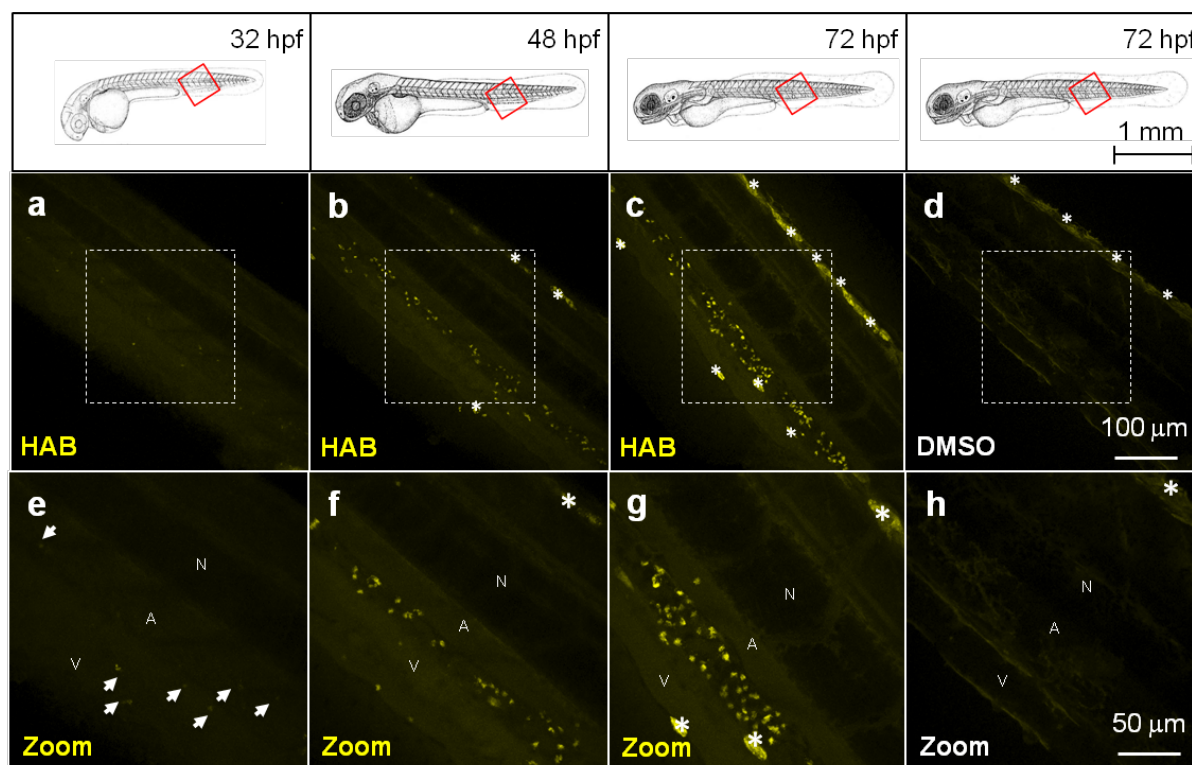 32 hpf
48 hpf
72 hpf
72 hpf
1 mm
a
b
c
d
HAB
HAB
HAB
DMSO
100 µm
e
f
g
h
N
A
V
N
A
V
N
A
V
N
A
V
Zoom
Zoom
Zoom
Zoom
50 µm